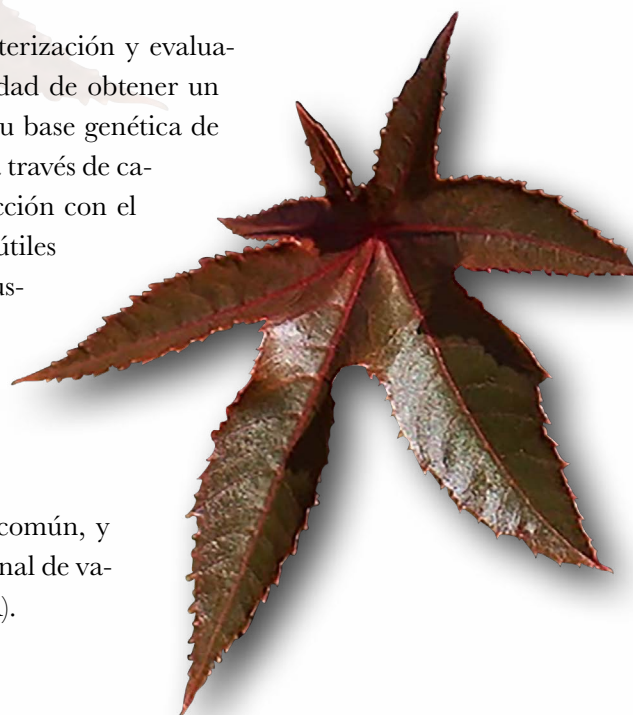 terización y evalua-
dad de obtener un
u base genética de
través de ca-
cción con el
útiles
us-
común, y
nal de va-
).